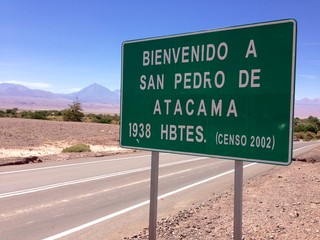 BIENVENIDO A
SAN PEDRO DE
ATACAMA
1938 HBTES. (CENSO 2002)